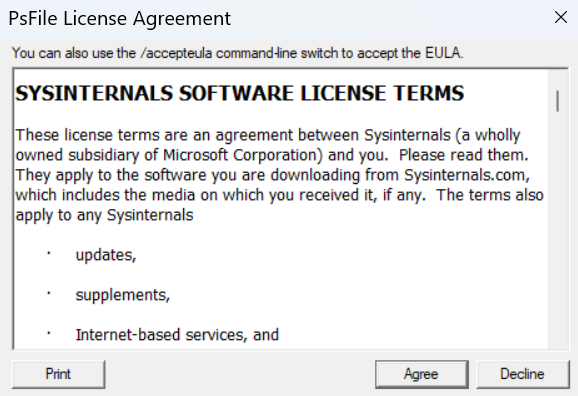 PsFile License Agreement
You can also use the /accepteula command-line switch to accept the EULA.
SYSINTERNALS SOFTWARE LICENSE TERMS
These license terms are an agreement between Sysinternals (a wholly
owned subsidiary of Microsoft Corporation) and you.  Please read them.
They apply to the software you are downloading from Sysinternals.com,
which includes the media on which you received it, if any.  The terms also
apply to any Sysinternals
· updates,
· supplements,
· Internet-based services, and
Print Agree Decline